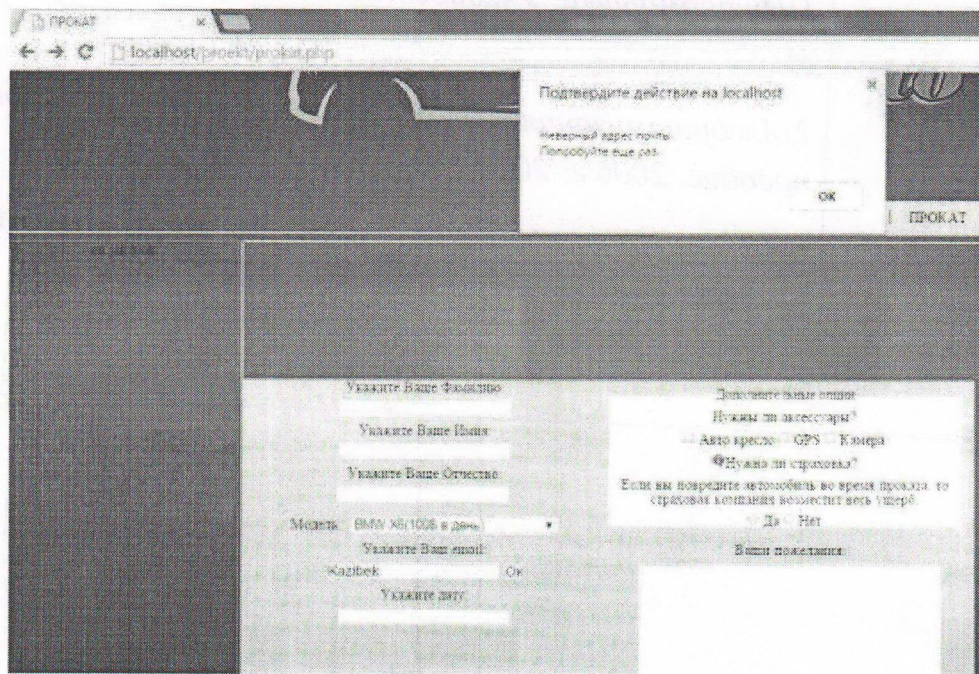 ПРОКАТ
localhost/proekt/prokat.php
Подтвердите действие на localhost
Неверный адрес почты.
Попробуйте еще раз.
ОК
ПРОКАТ
Укажите Ваше Фамилию
Укажите Ваше Имия
Укажите Ваше Отчество
Модель BMW X6(100$ в день)
Укажите Ваш email:
Kazibek Ок
Укажите дату:
Дополнительные опции
Нужны ли аксессуары?
Авто кресло GPS Камера
Нужна ли страховка?
Если вы повредите автомобиль во время проката, то
страховая компания возместит весь ущерб.
Да Нет
Ваши пожелания: